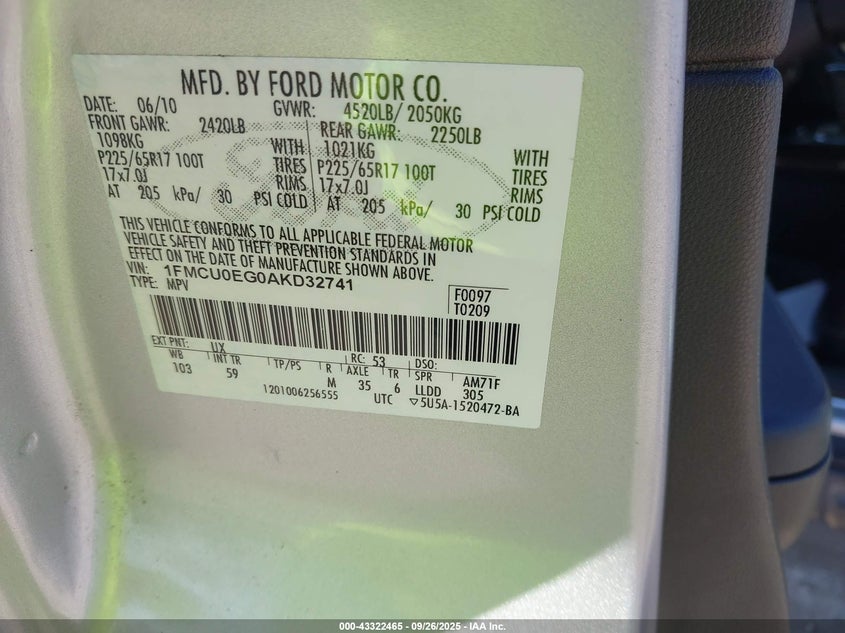 MFD. BY FORD MOTOR CO.
DATE: 06/10 GVWR: 4520LB/ 2050KG
FRONT GAWR: 2420LB REAR GAWR: 2250LB
1098KG WITH 1021KG WITH
P225/65R17 100T TIRES P225/65R17 100T TIRES
17x7.0J RIMS 17x7.0J RIMS
AT 205 kPa/ 30 PSI COLD AT 205 kPa/ 30 PSI COLD
THIS VEHICLE CONFORMS TO ALL APPLICABLE FEDERAL MOTOR
VEHICLE SAFETY AND THEFT PREVENTION STANDARDS IN
EFFECT ON THE DATE OF MANUFACTURE SHOWN ABOVE.
VIN: 1FMCU0EG0AKD32741
TYPE: MPV
F0097
T0209
EXT PNT: UX RC: 53 DSO:
WB INT TR TP/PS R AXLE TR SPR AM71F
103 59 M 35 6 LLDD 305
1201006256555 UTC ▽5U5A-1520472-BA
000-43322465 - 09/26/2025 - IAA Inc.